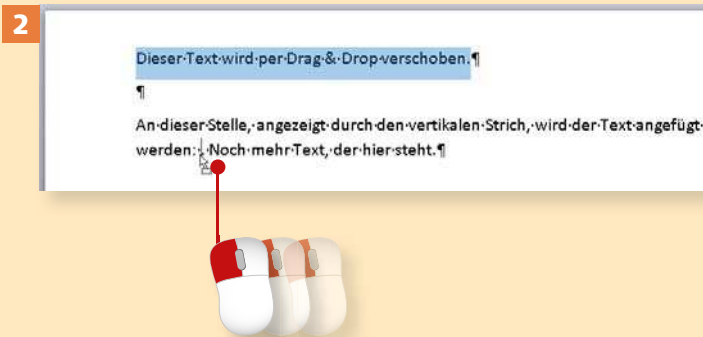 2
Dieser·Text·wird·per·Drag·&·Drop·verschoben.¶
¶
An·dieser·Stelle,·angezeigt·durch·den·vertikalen·Strich,·wird·der·Text·angefügt·
werden:·.·Noch·mehr·Text,·der·hier·steht.¶